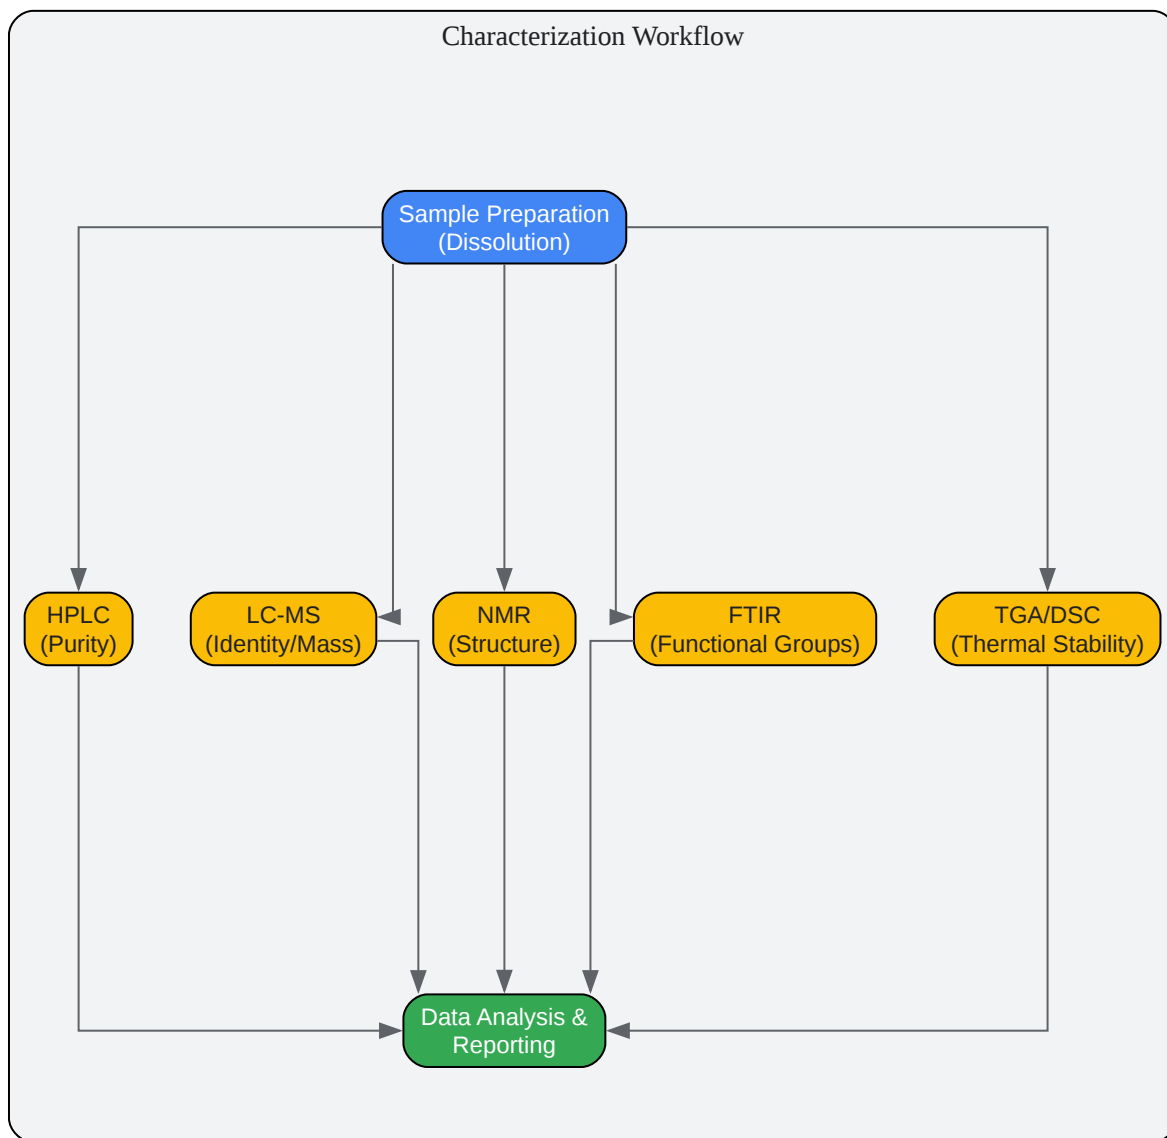 Characterization Workflow
Sample Preparation
(Dissolution)
HPLC
(Purity)
LC-MS
(Identity/Mass)
NMR
(Structure)
FTIR
(Functional Groups)
TGA/DSC
(Thermal Stability)
Data Analysis &
Reporting